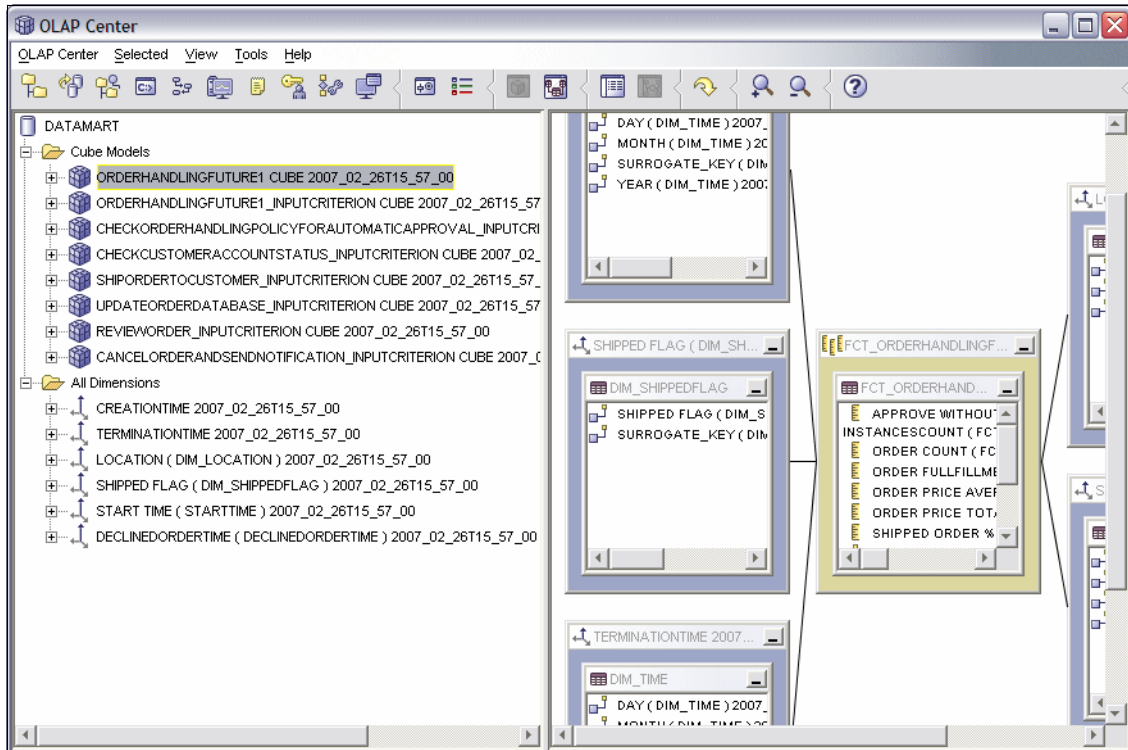 OLAP Center
OLAP Center Selected View Tools Help
DATAMART
Cube Models
ORDERHANDLINGFUTURE1 CUBE 2007_02_26T15_57_00
ORDERHANDLINGFUTURE1_INPUTCRITERION CUBE 2007_02_26T15_57
CHECKORDERHANDLINGPOLICYFORAUTOMATICAPPROVAL_INPUTCRI
CHECKCUSTOMERACCOUNTSTATUS_INPUTCRITERION CUBE 2007_02_
SHIPORDERTOCUSTOMER_INPUTCRITERION CUBE 2007_02_26T15_57_
UPDATEORDERDATABASE_INPUTCRITERION CUBE 2007_02_26T15_57
REVIEWORDER_INPUTCRITERION CUBE 2007_02_26T15_57_00
CANCELORDERANDSENDNOTIFICATION_INPUTCRITERION CUBE 2007_0
All Dimensions
CREATIONTIME 2007_02_26T15_57_00
TERMINATIONTIME 2007_02_26T15_57_00
LOCATION ( DIM_LOCATION ) 2007_02_26T15_57_00
SHIPPED FLAG ( DIM_SHIPPEDFLAG ) 2007_02_26T15_57_00
START TIME ( STARTTIME ) 2007_02_26T15_57_00
DECLINEDORDERTIME ( DECLINEDORDERTIME ) 2007_02_26T15_57_00
DAY ( DIM_TIME ) 2007_
MONTH ( DIM_TIME ) 20
SURROGATE_KEY ( DIM
YEAR ( DIM_TIME ) 2007
SHIPPED FLAG ( DIM_SH...
DIM_SHIPPEDFLAG
SHIPPED FLAG ( DIM_S
SURROGATE_KEY ( DIM
TERMINATIONTIME 2007...
DIM_TIME
DAY ( DIM_TIME ) 2007_
MONTH ( DIM_TIME ) 20
FCT_ORDERHANDLINGF...
FCT_ORDERHAND...
APPROVE WITHOUT
INSTANCESCOUNT ( FCT
ORDER COUNT ( FC
ORDER FULLFILLME
ORDER PRICE AVER
ORDER PRICE TOTA
SHIPPED ORDER %